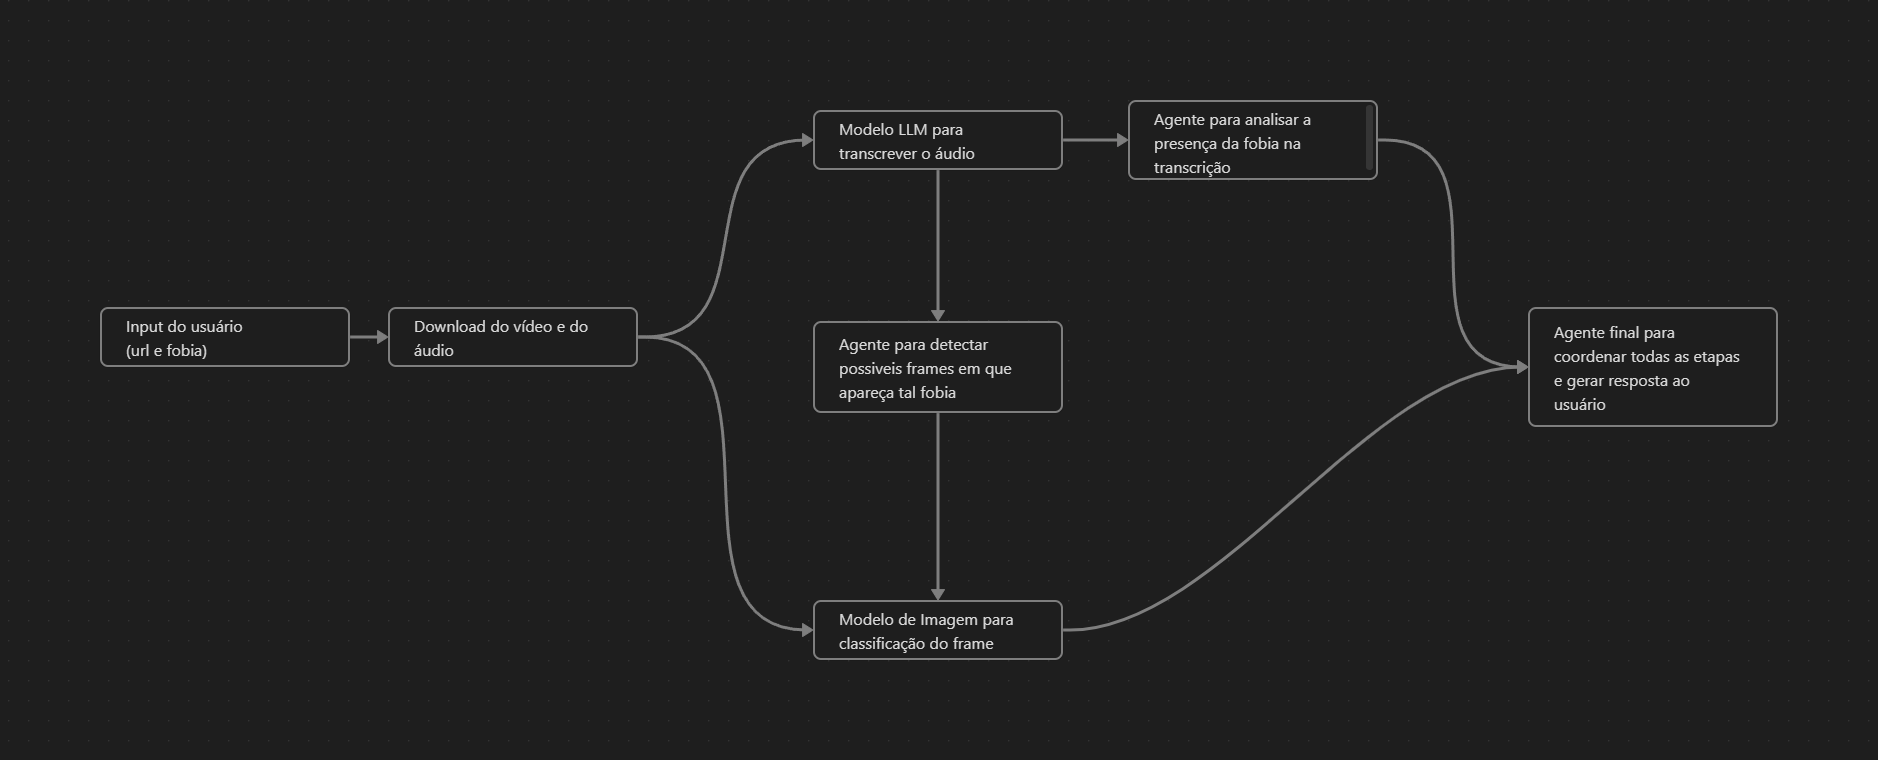 Input do usuário
(url e fobia)
Download do vídeo e do
áudio
Modelo LLM para
transcrever o áudio
Agente para analisar a
presença da fobia na
transcrição
Agente para detectar
possiveis frames em que
apareça tal fobia
Modelo de Imagem para
classificação do frame
Agente final para
coordenar todas as etapas
e gerar resposta ao
usuário